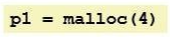 p1 = malloc(4)